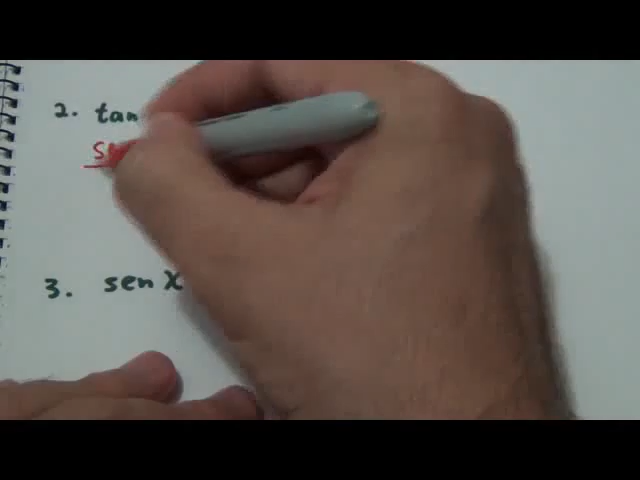 2. tan
3. sen x